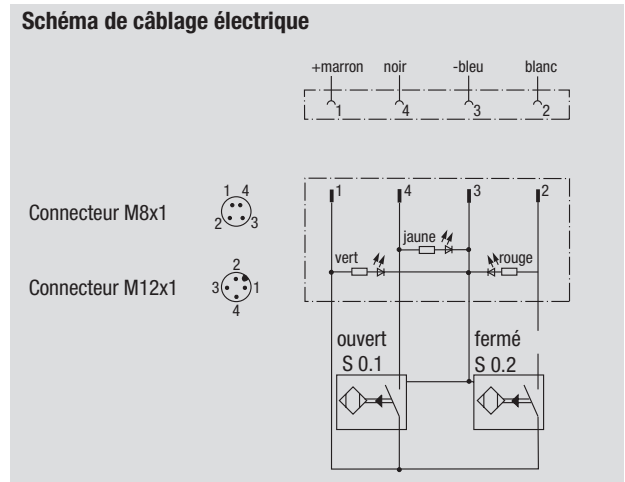 Schéma de câblage électrique
+marron noir -bleu blanc
1 4 3 2
1 4 3 2
Connecteur M8x1
1 4
2 3
jaune
vert rouge
Connecteur M12x1
2
3 1
4
ouvert fermé
S 0.1 S 0.2